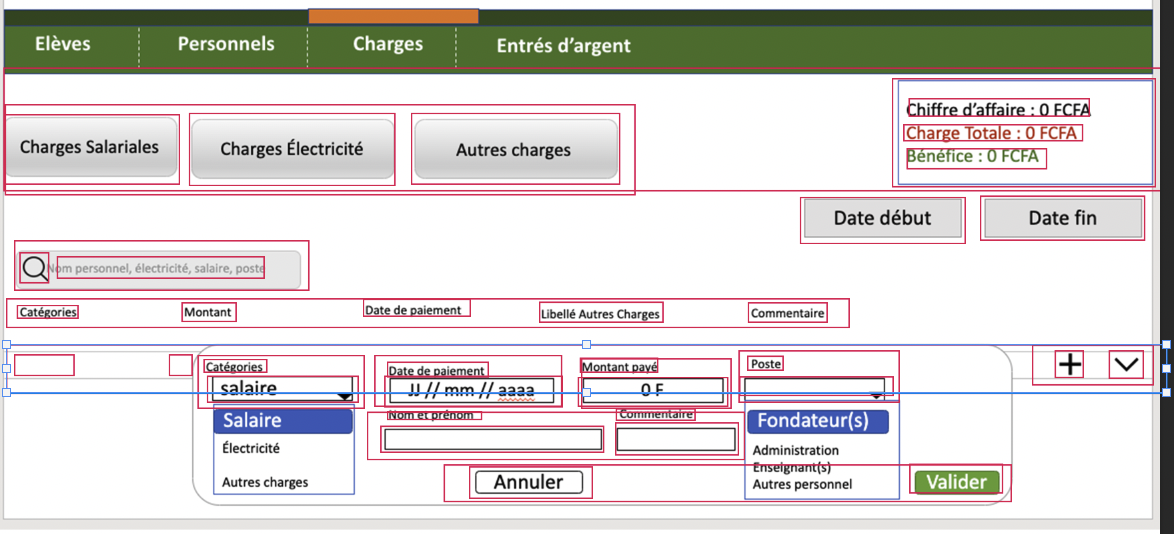 Elèves Personnels Charges Entrés d'argent
Chiffre d'affaire : 0 FCFA
Charge Totale : 0 FCFA
Bénéfice : 0 FCFA
Charges Salariales Charges Électricité Autres charges
Date début Date fin
Nom personnel, électricité, salaire, poste
Catégories Montant Date de paiement Libellé Autres Charges Commentaire
Catégories Date de paiement Montant payé Poste
salaire JJ // mm // aaaa 0 F
Nom et prénom Commentaire
Salaire Fondateur(s)
Électricité Administration
Enseignant(s)
Autres charges Autres personnel
Annuler Valider